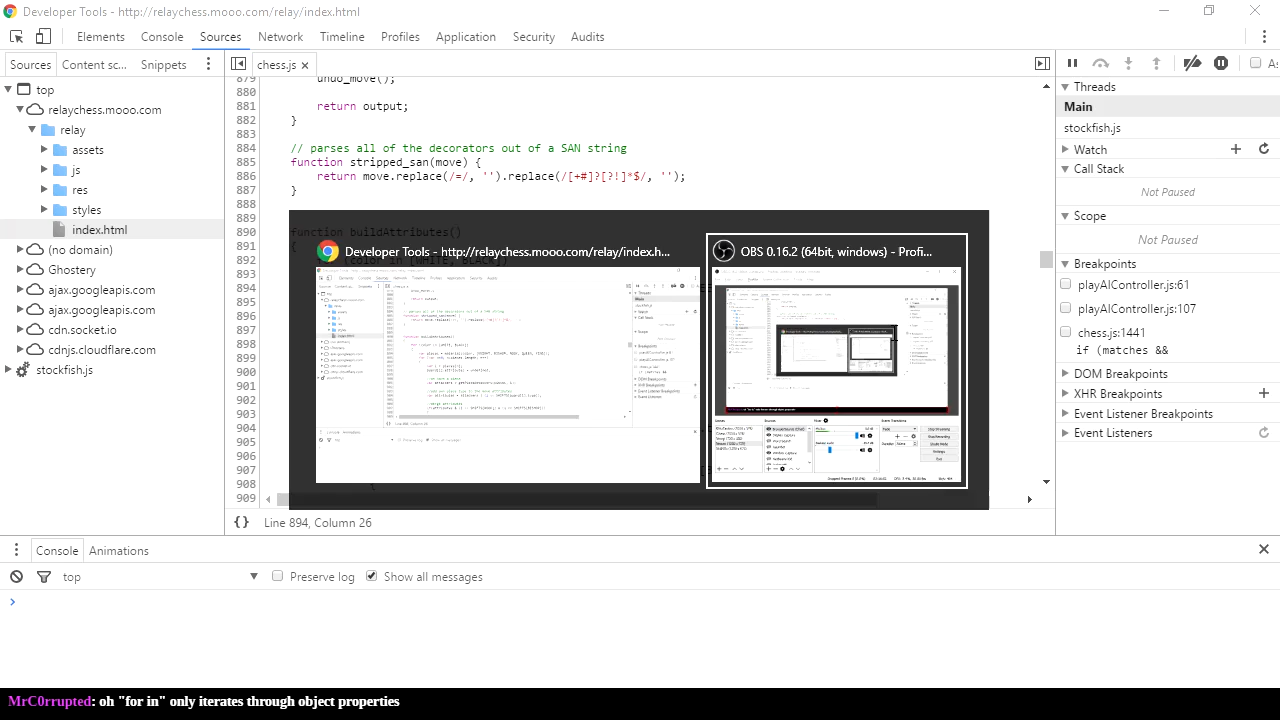 Developer Tools - http://relaychess.mooo.com/relay/index.html
Elements Console Sources Network Timeline Profiles Application Security Audits
Sources Content sc... Snippets
chess.js ×
top
relaychess.mooo.com
relay
assets
js
res
styles
index.html
(no domain)
Ghostery
ajax.googleapis.com
cdn.socket.io
cdnjs.cloudflare.com
stockfish.js
879 undo_move();
880
881 return output;
882 }
883
884 // parses all of the decorators out of a SAN string
885 function stripped_san(move) {
886 return move.replace(/=/, '').replace(/[+#]?[?!]*$/, '');
887 }
888
889
890 function buildAttributes()
891 {
892
893
894
895
896
897
898
899
900
901
902
903
904
905
906
907
908
909
Developer Tools - http://relaychess.mooo.com/relay/index.h...
OBS 0.16.2 (64bit, windows) - Profi...
{} Line 894, Column 26
Threads
Main
stockfish.js
Watch
Call Stack
Not Paused
Scope
Not Paused
Breakpoints
playAIController.js:61
playAIController.js:107
chess.js:1441
if (matches &&
DOM Breakpoints
XHR Breakpoints
Event Listener Breakpoints
Event Listeners
Console Animations
top
Preserve log
Show all messages
>
MrC0rrupted: oh "for in" only iterates through object properties